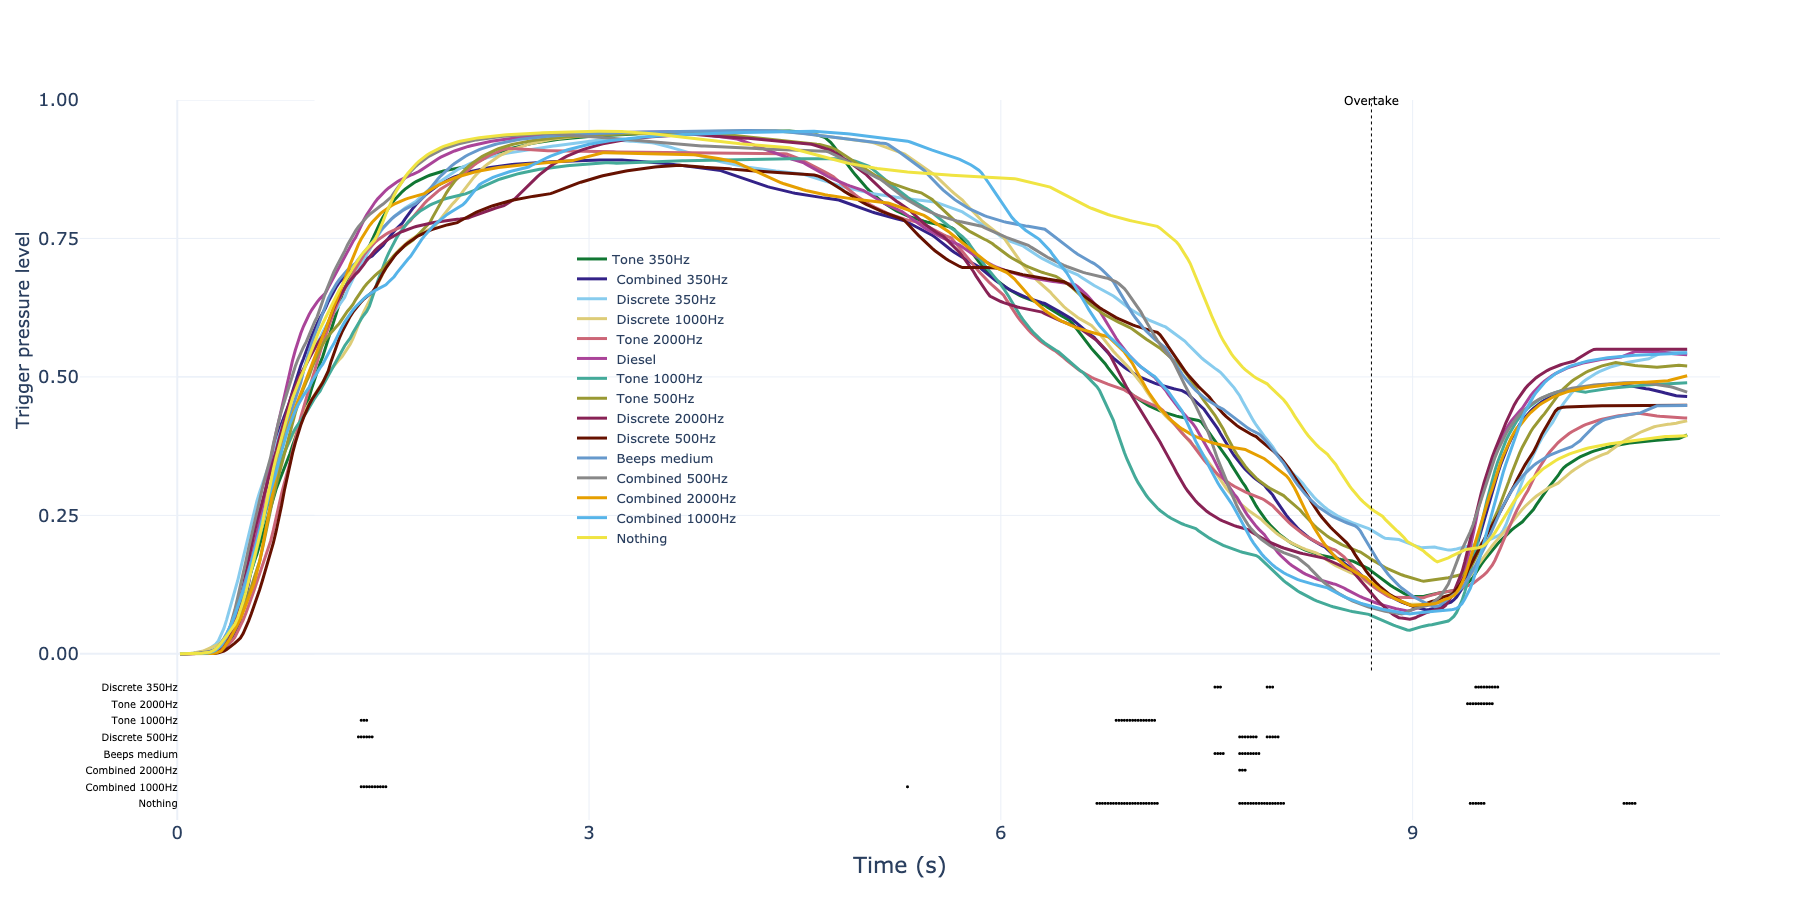 1.00
Overtake
0.75
Trigger pressure level
0.50
0.25
0.00
Tone 350Hz
Combined 350Hz
Discrete 350Hz
Discrete 1000Hz
Tone 2000Hz
Diesel
Tone 1000Hz
Tone 500Hz
Discrete 2000Hz
Discrete 500Hz
Beeps medium
Combined 500Hz
Combined 2000Hz
Combined 1000Hz
Nothing
Discrete 350Hz
Tone 2000Hz
Tone 1000Hz
Discrete 500Hz
Beeps medium
Combined 2000Hz
Combined 1000Hz
Nothing
0 3 6 9
Time (s)